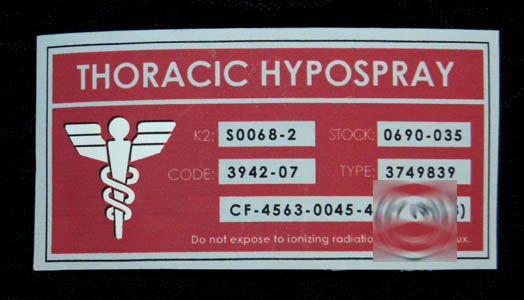 THORACIC HYPOSPRAY
K2: S0068-2 STOCK: 0690-035
CODE: 3942-07 TYPE: 3749839
CF-4563-0045-4
Do not expose to ionizing